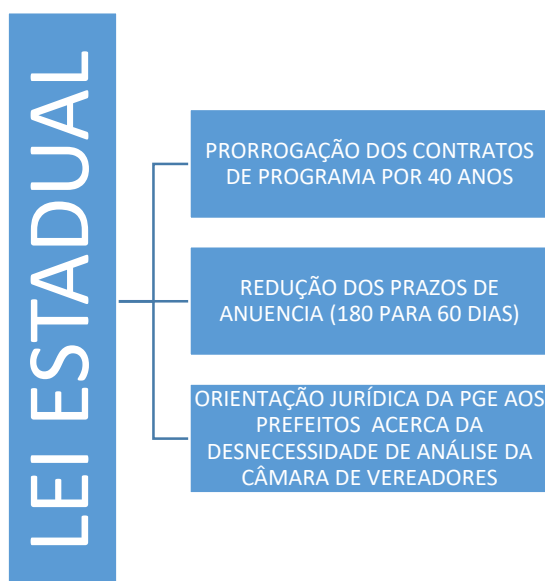 LEI ESTADUAL
PRORROGAÇÃO DOS CONTRATOS
DE PROGRAMA POR 40 ANOS
REDUÇÃO DOS PRAZOS DE
ANUENCIA (180 PARA 60 DIAS)
ORIENTAÇÃO JURÍDICA DA PGE AOS
PREFEITOS ACERCA DA
DESNECESSIDADE DE ANÁLISE DA
CÂMARA DE VEREADORES